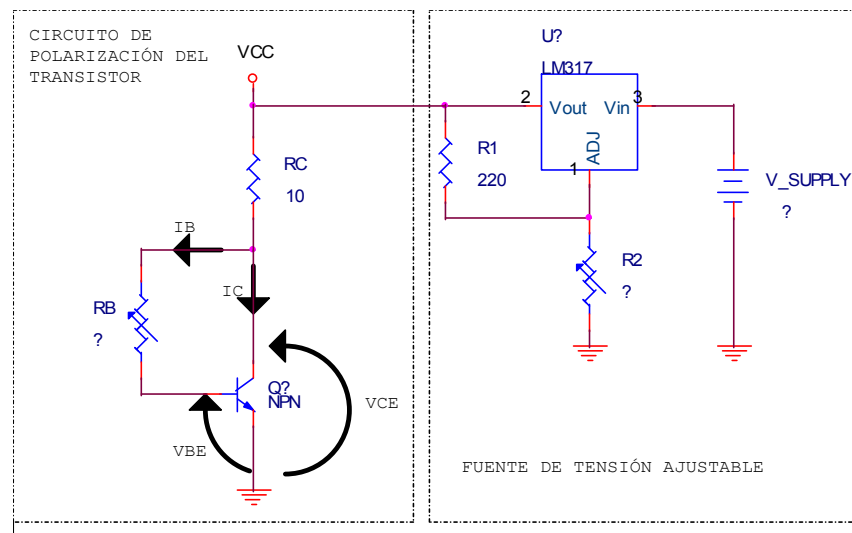 CIRCUITO DE
POLARIZACIÓN DEL
TRANSISTOR
VCC
RC
10
IB
IC
RB
?
Q?
NPN
VCE
VBE
U?
LM317
2
Vout
Vin
3
ADJ
1
R1
220
R2
?
V_SUPPLY
?
FUENTE DE TENSIÓN AJUSTABLE